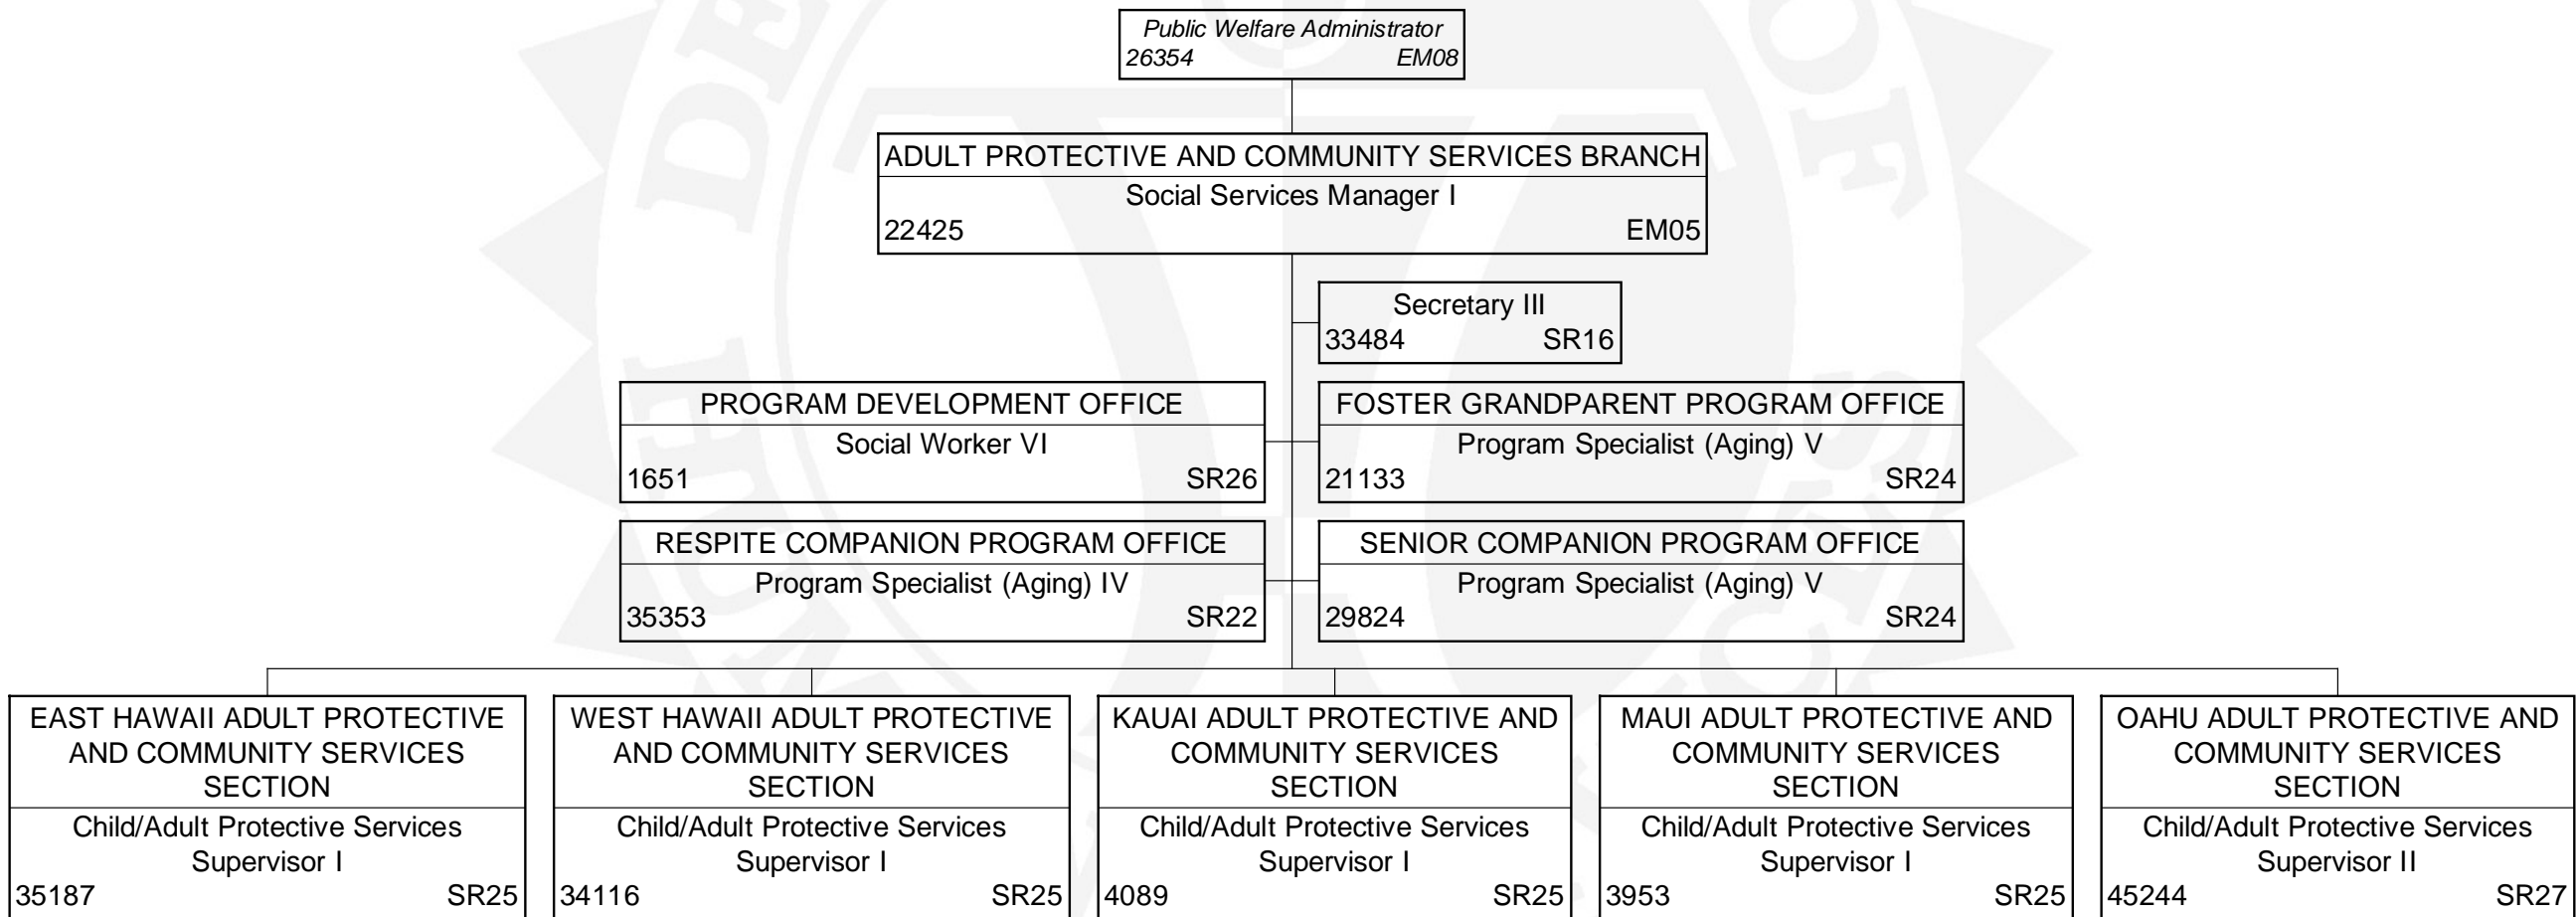 Public Welfare Administrator
26354 EM08
ADULT PROTECTIVE AND COMMUNITY SERVICES BRANCH
Social Services Manager I
22425 EM05
Secretary III
33484 SR16
PROGRAM DEVELOPMENT OFFICE
Social Worker VI
1651 SR26
FOSTER GRANDPARENT PROGRAM OFFICE
Program Specialist (Aging) V
21133 SR24
RESPITE COMPANION PROGRAM OFFICE
Program Specialist (Aging) IV
35353 SR22
SENIOR COMPANION PROGRAM OFFICE
Program Specialist (Aging) V
29824 SR24
EAST HAWAII ADULT PROTECTIVE
AND COMMUNITY SERVICES
SECTION
Child/Adult Protective Services
Supervisor I
35187 SR25
WEST HAWAII ADULT PROTECTIVE
AND COMMUNITY SERVICES
SECTION
Child/Adult Protective Services
Supervisor I
34116 SR25
KAUAI ADULT PROTECTIVE AND
COMMUNITY SERVICES
SECTION
Child/Adult Protective Services
Supervisor I
4089 SR25
MAUI ADULT PROTECTIVE AND
COMMUNITY SERVICES
SECTION
Child/Adult Protective Services
Supervisor I
3953 SR25
OAHU ADULT PROTECTIVE AND
COMMUNITY SERVICES
SECTION
Child/Adult Protective Services
Supervisor II
45244 SR27